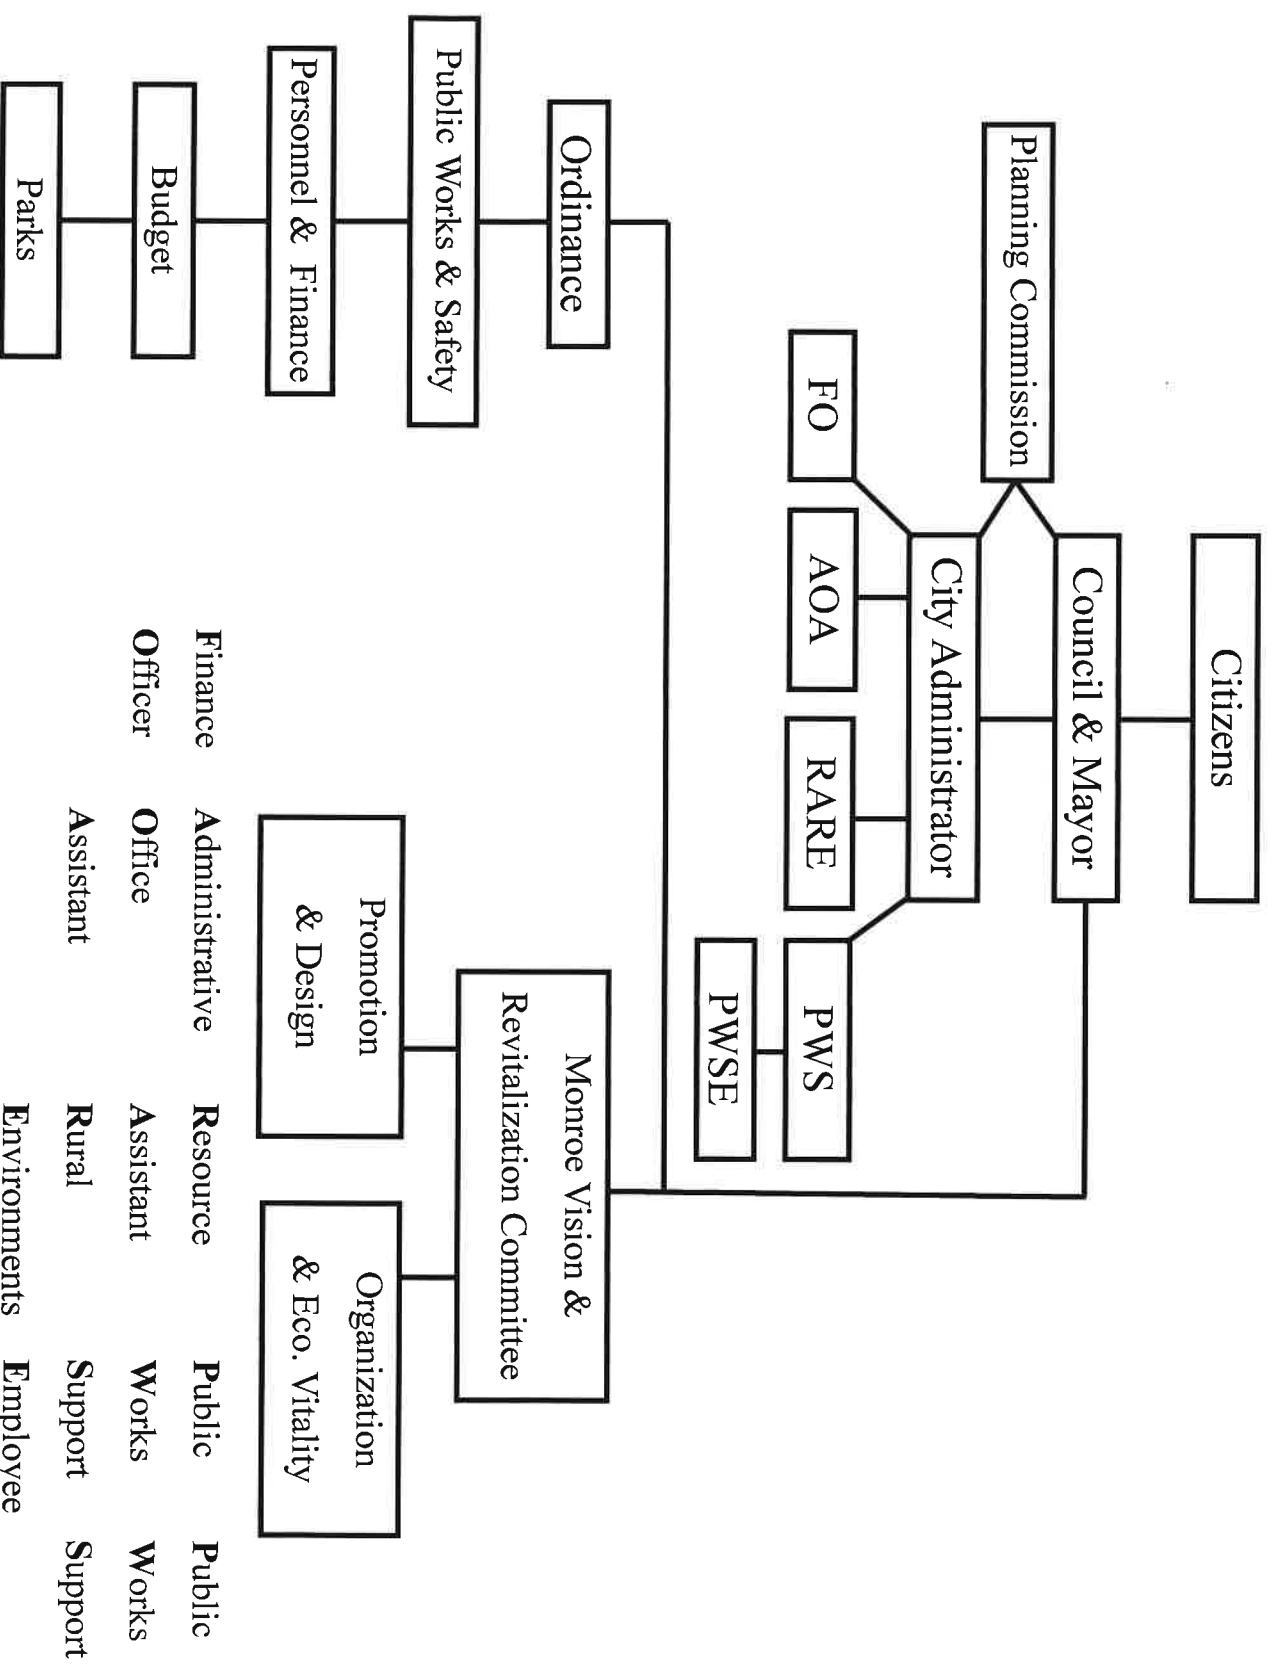 Citizens
Council & Mayor
Planning Commission
City Administrator
FO
AOA
RARE
PWS
PWSE
Ordinance
Public Works & Safety
Personnel & Finance
Budget
Parks
Monroe Vision &
Revitalization Committee
Promotion
& Design
Organization
& Eco. Vitality
Finance
Officer
Administrative
Office
Assistant
Resource
Assistant
Rural
Environments
Public
Works
Support
Employee
Public
Works
Support